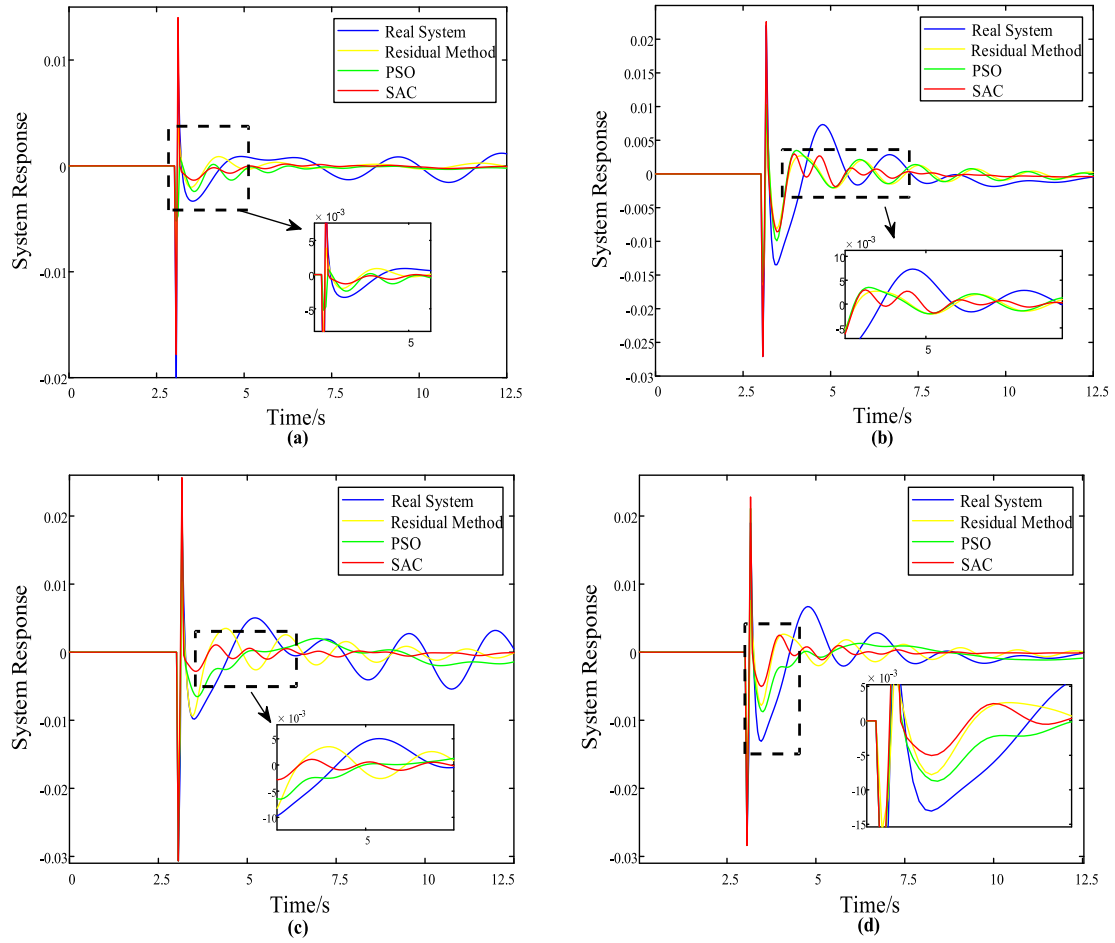 Real System
Residual Method
PSO
SAC
0.01
0
-0.01
-0.02
System Response
× 10⁻³
5
0
-5
5
0
2.5
5
7.5
10
12.5
Time/s
(a)
Real System
Residual Method
PSO
SAC
0.025
0.02
0.015
0.01
0.005
0
-0.005
-0.01
-0.015
-0.02
-0.03
System Response
× 10⁻³
10
5
0
-5
5
0
2.5
5
7.5
10
12.5
Time/s
(b)
Real System
Residual Method
PSO
SAC
0.02
0.01
0
-0.01
-0.02
-0.03
System Response
× 10⁻³
5
0
-5
-10
5
0
2.5
5
7.5
10
12.5
Time/s
(c)
Real System
Residual Method
PSO
SAC
0.02
0.01
0
-0.01
-0.02
-0.03
System Response
× 10⁻³
5
0
-5
-10
-15
0
2.5
5
7.5
10
12.5
Time/s
(d)